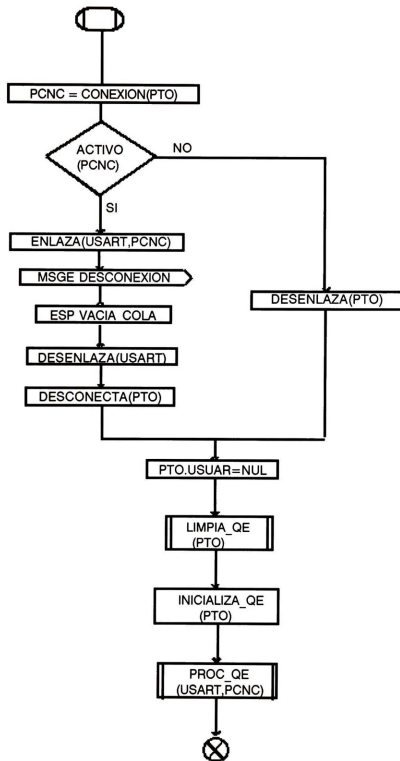 PCNC = CONEXION(PTO)
ACTIVO
(PCNC)
NO
SI
ENLAZA(USART,PCNC)
MSGE DESCONEXION
ESP VACIA COLA
DESENLAZA(PTO)
DESENLAZA(USART)
DESCONECTA(PTO)
PTO.USUAR=NUL
LIMPIA_QE
(PTO)
INICIALIZA_QE
(PTO)
PROC_QE
(USART,PCNC)